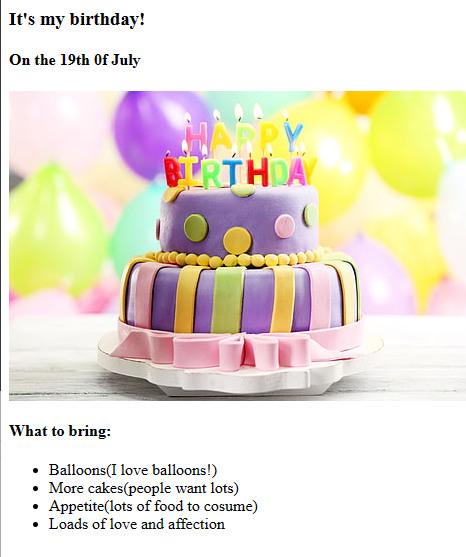 It's my birthday!
On the 19th 0f July
HAPPY
BIRTHDAY
What to bring:
Balloons(I love balloons!)
More cakes(people want lots)
Appetite(lots of food to cosume)
Loads of love and affection